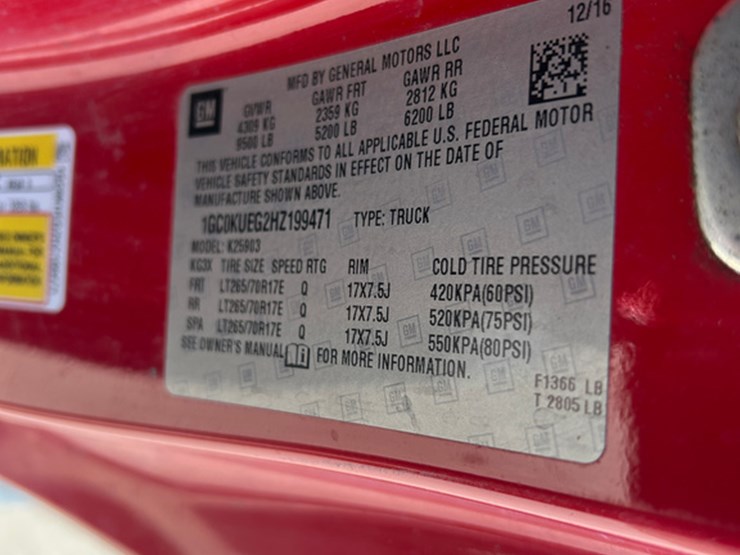 12/16
MFD BY GENERAL MOTORS LLC
GM
GVWR GAWR FRT GAWR RR
4309 KG 2359 KG 2812 KG
9500 LB 5200 LB 6200 LB
THIS VEHICLE CONFORMS TO ALL APPLICABLE U.S. FEDERAL MOTOR
VEHICLE SAFETY STANDARDS IN EFFECT ON THE DATE OF
MANUFACTURE SHOWN ABOVE.
1GC0KUEG2HZ199471 TYPE: TRUCK
MODEL: K25903
KG3X TIRE SIZE SPEED RTG RIM COLD TIRE PRESSURE
FRT LT265/70R17E Q 17X7.5J 420KPA(60PSI)
RR LT265/70R17E Q 17X7.5J 520KPA(75PSI)
SPA LT265/70R17E Q 17X7.5J 550KPA(80PSI)
SEE OWNER'S MANUAL FOR MORE INFORMATION.
F1366 LB
T 2805 LB